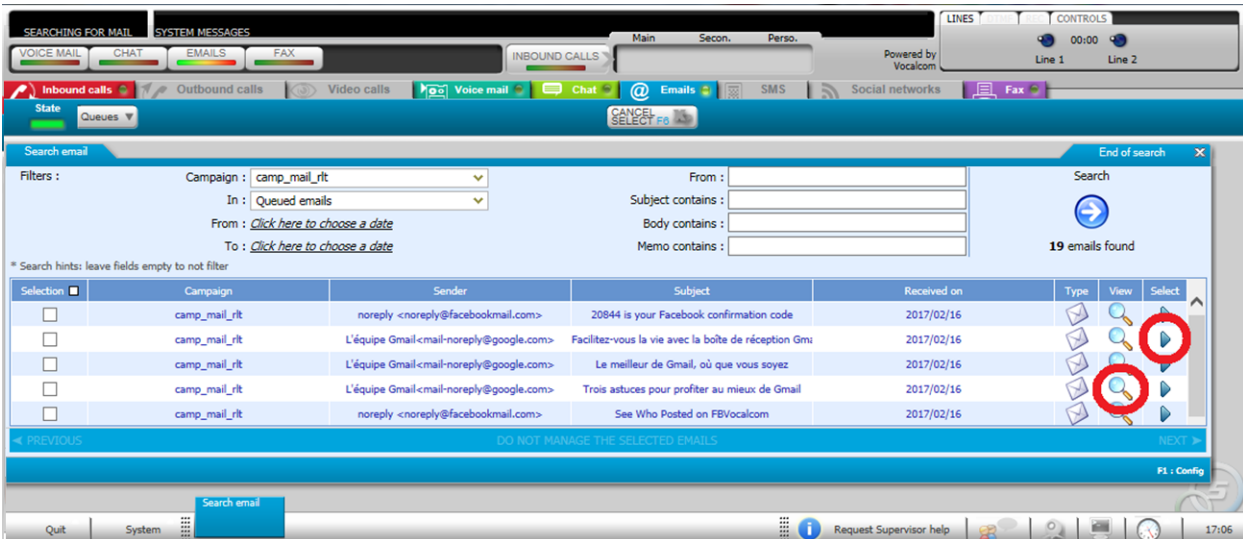 LINES DTMF REC CONTROLS
SEARCHING FOR MAIL SYSTEM MESSAGES
Main Secon. Perso.
VOICE MAIL CHAT EMAILS FAX INBOUND CALLS
Powered by
Vocalcom
00:00
Line 1 Line 2
Inbound calls Outbound calls Video calls Voice mail Chat @ Emails SMS Social networks Fax
State
Queues ▼
CANCEL
SELECT F6
Search email End of search X
Filters : Campaign : camp_mail_rlt From : Search
In : Queued emails Subject contains :
From : Click here to choose a date Body contains :
To : Click here to choose a date Memo contains : 19 emails found
* Search hints: leave fields empty to not filter
Selection Campaign Sender Subject Received on Type View Select
camp_mail_rlt noreply <noreply@facebookmail.com> 20844 is your Facebook confirmation code 2017/02/16
camp_mail_rlt L'équipe Gmail<mail-noreply@google.com> Facilitez-vous la vie avec la boîte de réception Gma 2017/02/16
camp_mail_rlt L'équipe Gmail<mail-noreply@google.com> Le meilleur de Gmail, où que vous soyez 2017/02/16
camp_mail_rlt L'équipe Gmail<mail-noreply@google.com> Trois astuces pour profiter au mieux de Gmail 2017/02/16
camp_mail_rlt noreply <noreply@facebookmail.com> See Who Posted on FBVocalcom 2017/02/16
◄ PREVIOUS DO NOT MANAGE THE SELECTED EMAILS NEXT ►
F1 : Config
Search email
Quit System Request Supervisor help 17:06